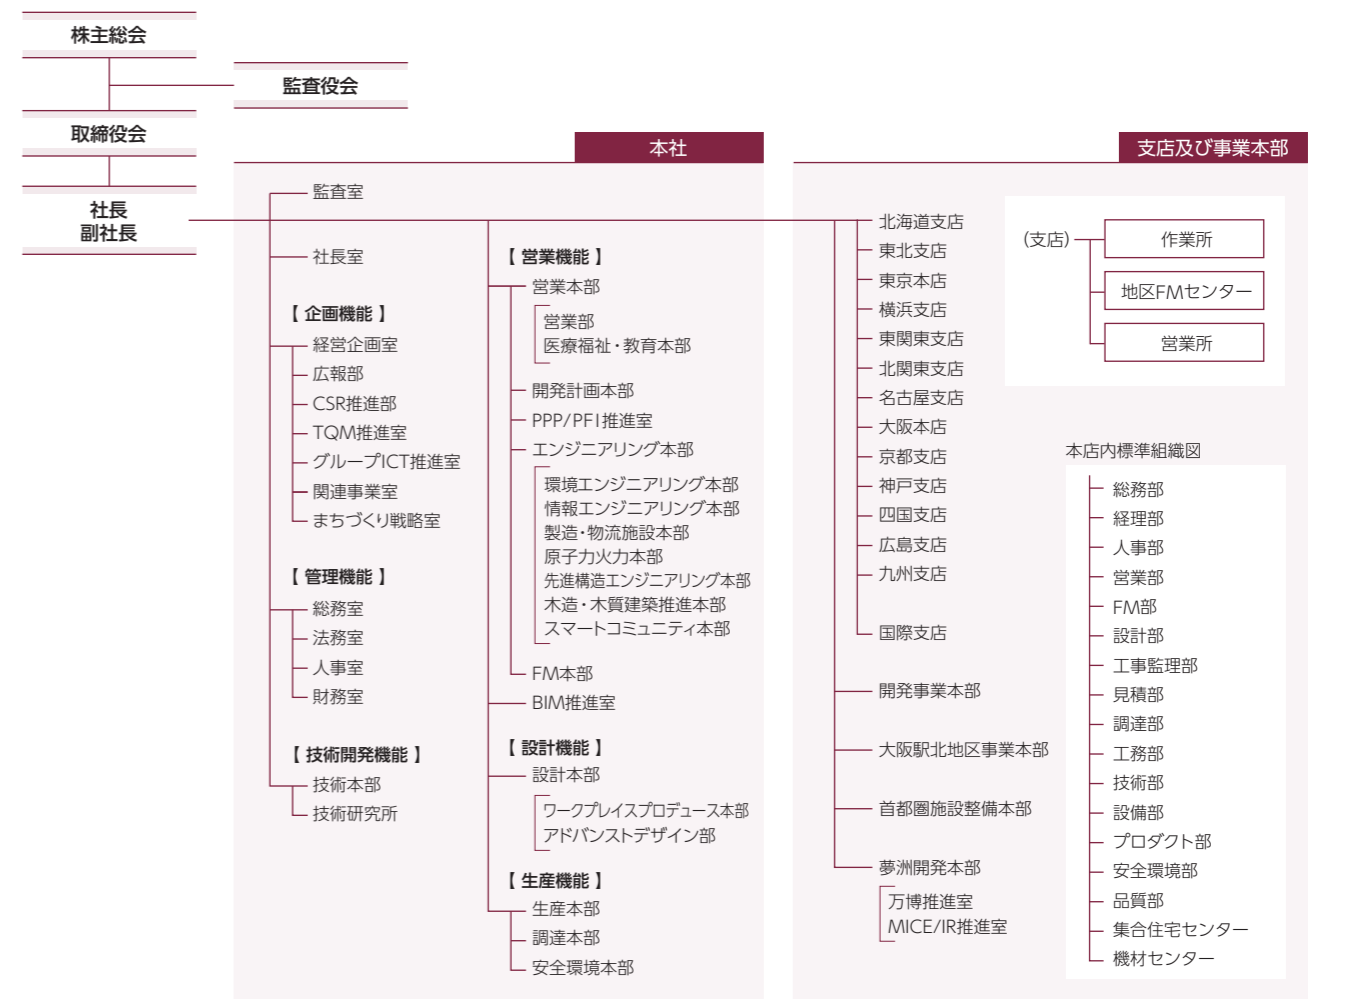 株主総会
監査役会
取締役会
社長
副社長
本社
監査室
社長室
【 企画機能 】
経営企画室
広報部
CSR推進部
TQM推進室
グループICT推進室
関連事業室
まちづくり戦略室
【 管理機能 】
総務室
法務室
人事室
財務室
【 技術開発機能 】
技術本部
技術研究所
【 営業機能 】
営業本部
営業部
医療福祉・教育本部
開発計画本部
PPP/PFI推進室
エンジニアリング本部
環境エンジニアリング本部
情報エンジニアリング本部
製造・物流施設本部
原子力火力本部
先進構造エンジニアリング本部
木造・木質建築推進本部
スマートコミュニティ本部
FM本部
BIM推進室
【 設計機能 】
設計本部
ワークプレイスプロデュース本部
アドバンストデザイン部
【 生産機能 】
生産本部
調達本部
安全環境本部
支店及び事業本部
北海道支店
東北支店
東京本店
横浜支店
東関東支店
北関東支店
名古屋支店
大阪本店
京都支店
神戸支店
四国支店
広島支店
九州支店
国際支店
開発事業本部
大阪駅北地区事業本部
首都圏施設整備本部
夢洲開発本部
万博推進室
MICE/IR推進室
(支店)
作業所
地区FMセンター
営業所
本店内標準組織図
総務部
経理部
人事部
営業部
FM部
設計部
工事監理部
見積部
調達部
工務部
技術部
設備部
プロダクト部
安全環境部
品質部
集合住宅センター
機材センター